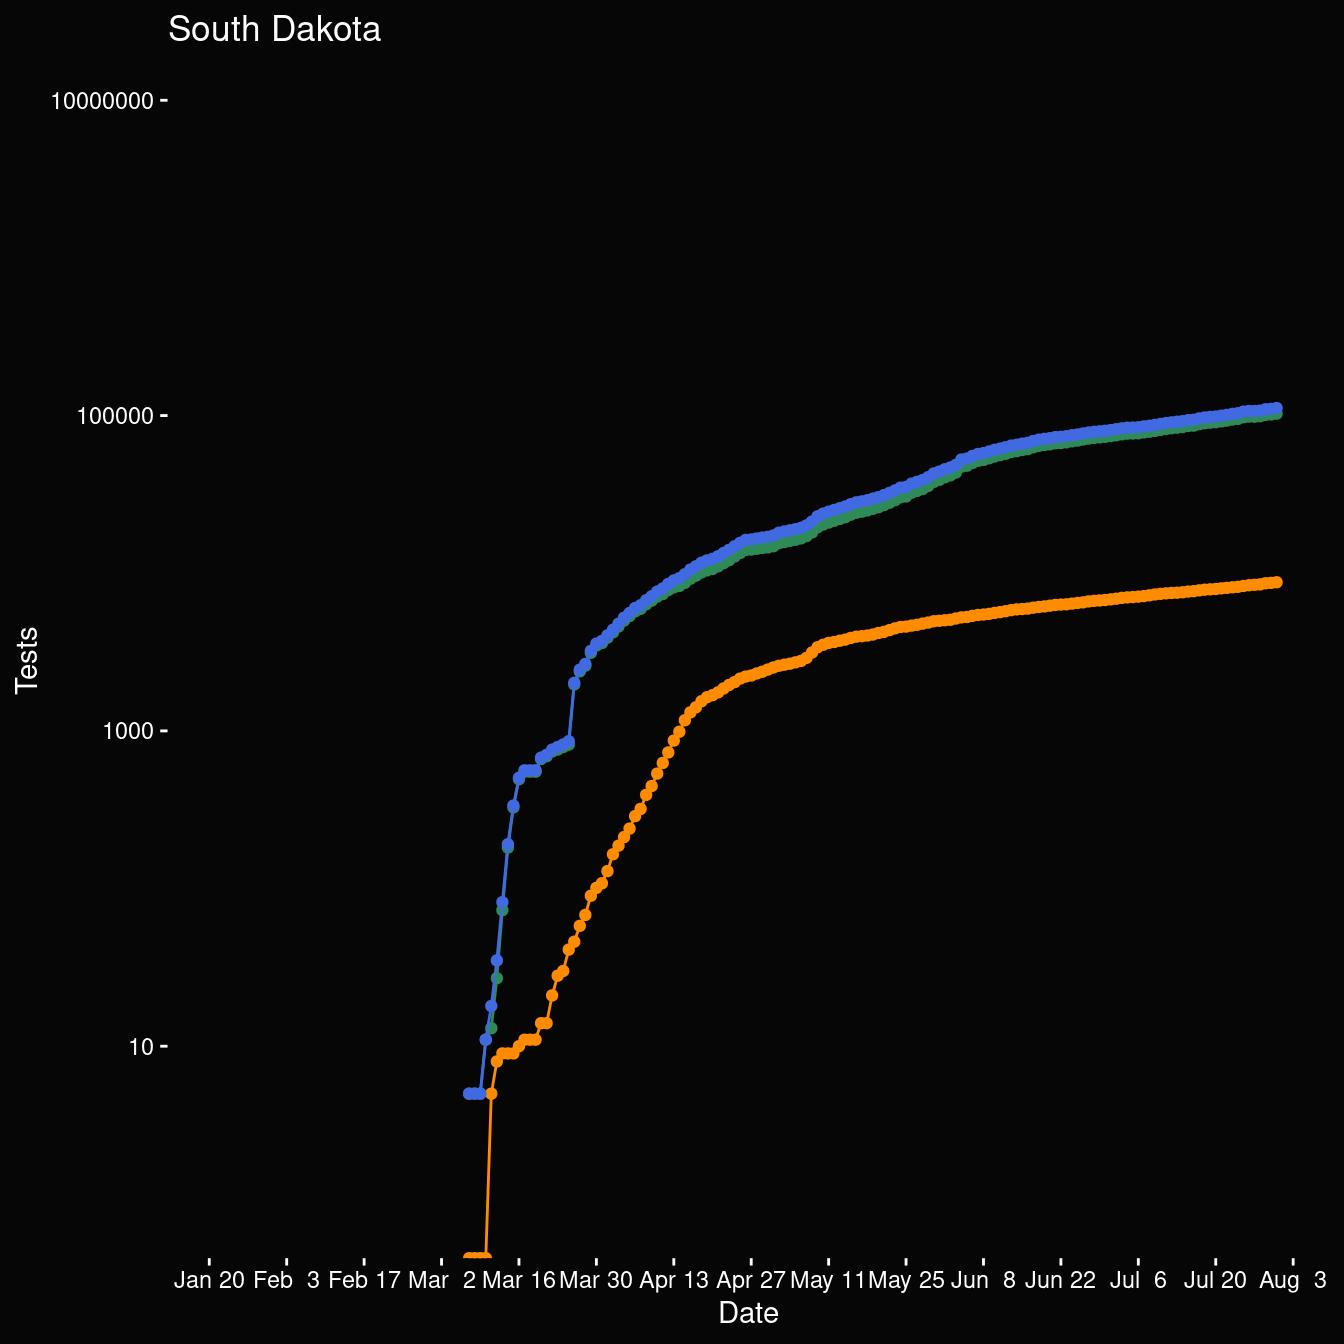 South Dakota
10000000
100000
1000
10
Tests
Jan 20 Feb 3 Feb 17 Mar 2 Mar 16 Mar 30 Apr 13 Apr 27 May 11 May 25 Jun 8 Jun 22 Jul 6 Jul 20 Aug 3
Date